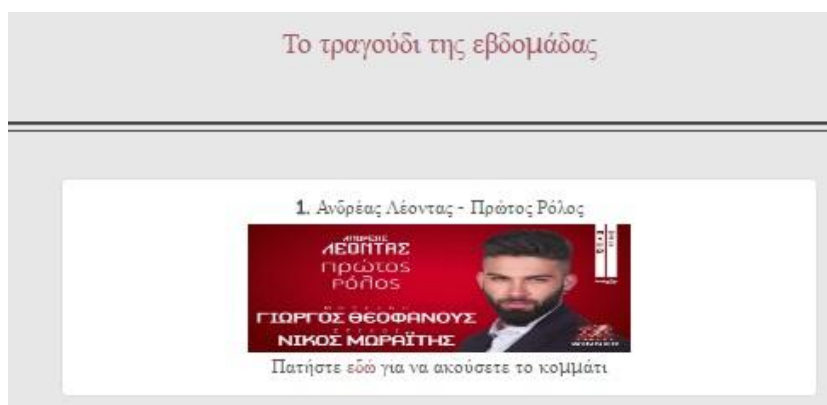 Το τραγούδι της εβδομάδας
1. Ανδρέας Λέοντας - Πρώτος Ρόλος
ΛΕΟΝΤΑΣ
πρώτος
ρόλος
ΓΙΩΡΓΟΣ ΘΕΟΦΑΝΟΥΣ
ΝΙΚΟΣ ΜΩΡΑΪΤΗΣ
Πατήστε εδώ για να ακούσετε το κομμάτι